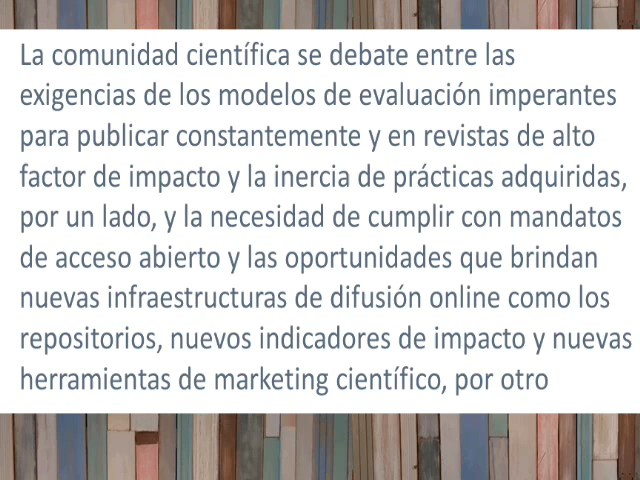 La comunidad científica se debate entre las
exigencias de los modelos de evaluación imperantes
para publicar constantemente y en revistas de alto
factor de impacto y la inercia de prácticas adquiridas,
por un lado, y la necesidad de cumplir con mandatos
de acceso abierto y las oportunidades que brindan
nuevas infraestructuras de difusión online como los
repositorios, nuevos indicadores de impacto y nuevas
herramientas de marketing científico, por otro